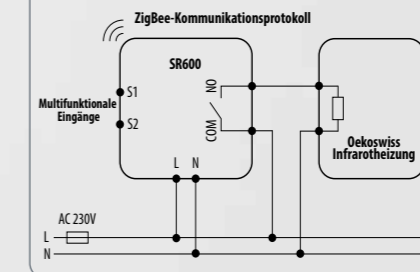 ZigBee-Kommunikationsprotokoll
SR600
S1
Multifunktionale
Eingänge
S2
NO
COM
Oekoswiss
Infrarotheizung
L N
AC 230V
L
N